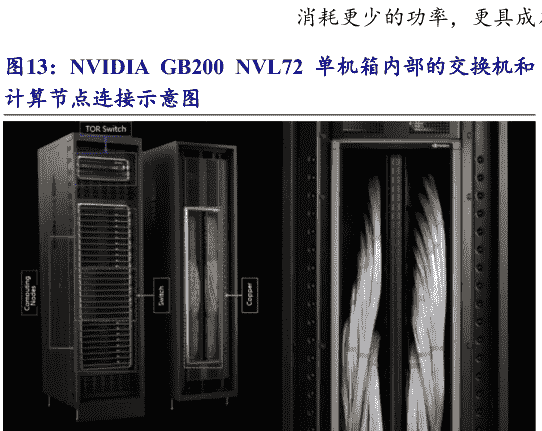 消耗更少的功率，更具成
图13：NVIDIA GB200 NVL72 单机箱内部的交换机和
计算节点连接示意图
TOR Switch
Computing
Nodes
Switch
Copper